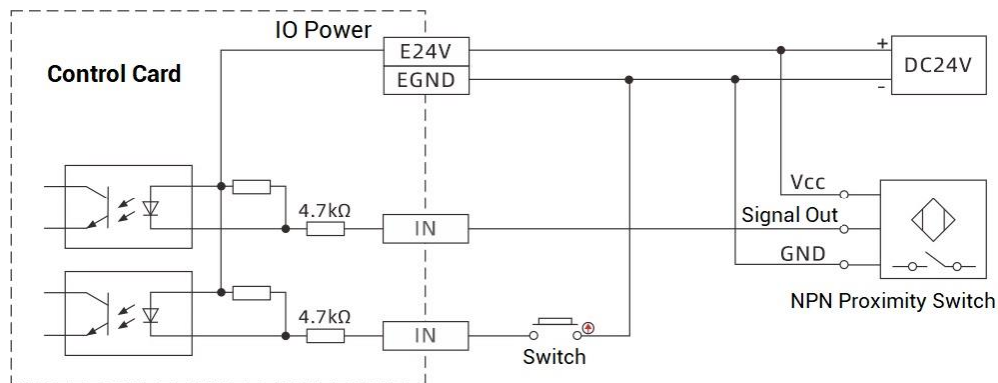 IO Power
E24V
+
Control Card
EGND
DC24V
-
Vcc
4.7kΩ
Signal Out
IN
GND
NPN Proximity Switch
4.7kΩ
IN
Switch